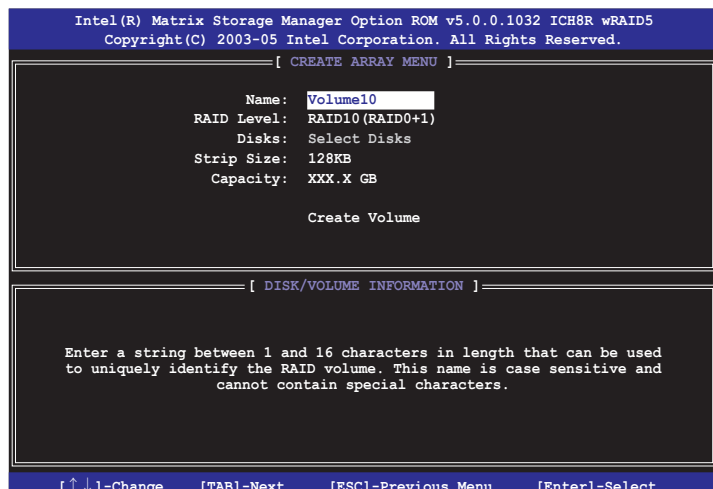 Intel(R) Matrix Storage Manager Option ROM v5.0.0.1032 ICH8R wRAID5
Copyright(C) 2003-05 Intel Corporation. All Rights Reserved.
[ CREATE ARRAY MENU ]
Name: Volume10
RAID Level: RAID10(RAID0+1)
Disks: Select Disks
Strip Size: 128KB
Capacity: XXX.X GB
Create Volume
[ DISK/VOLUME INFORMATION ]
Enter a string between 1 and 16 characters in length that can be used
to uniquely identify the RAID volume. This name is case sensitive and
cannot contain special characters.
[↑↓]-Change [TAB]-Next [ESC]-Previous Menu [Enter]-Select